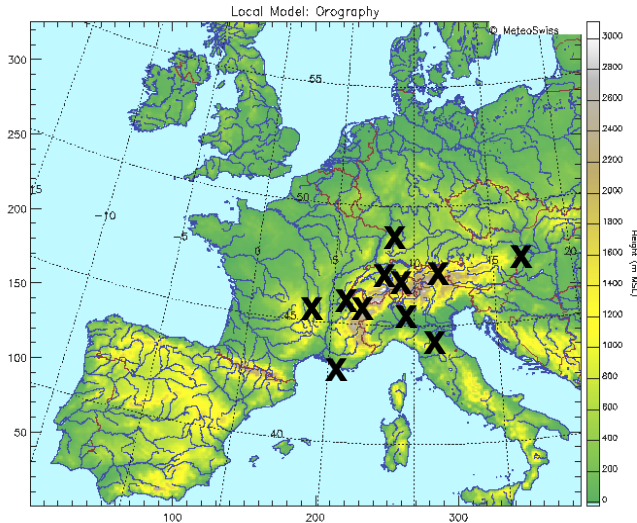 Local Model: Orography
© MeteoSwiss
300
250
200
150
100
50
100
200
300
55
50
45
40
15
-10
-5
0
5
10
15
20
X
X
X
X
X
X
X
X
X
X
X
3000
2800
2600
2400
2200
2000
1800
1600
1400
1200
1000
800
600
400
200
0
Height (m MSL)